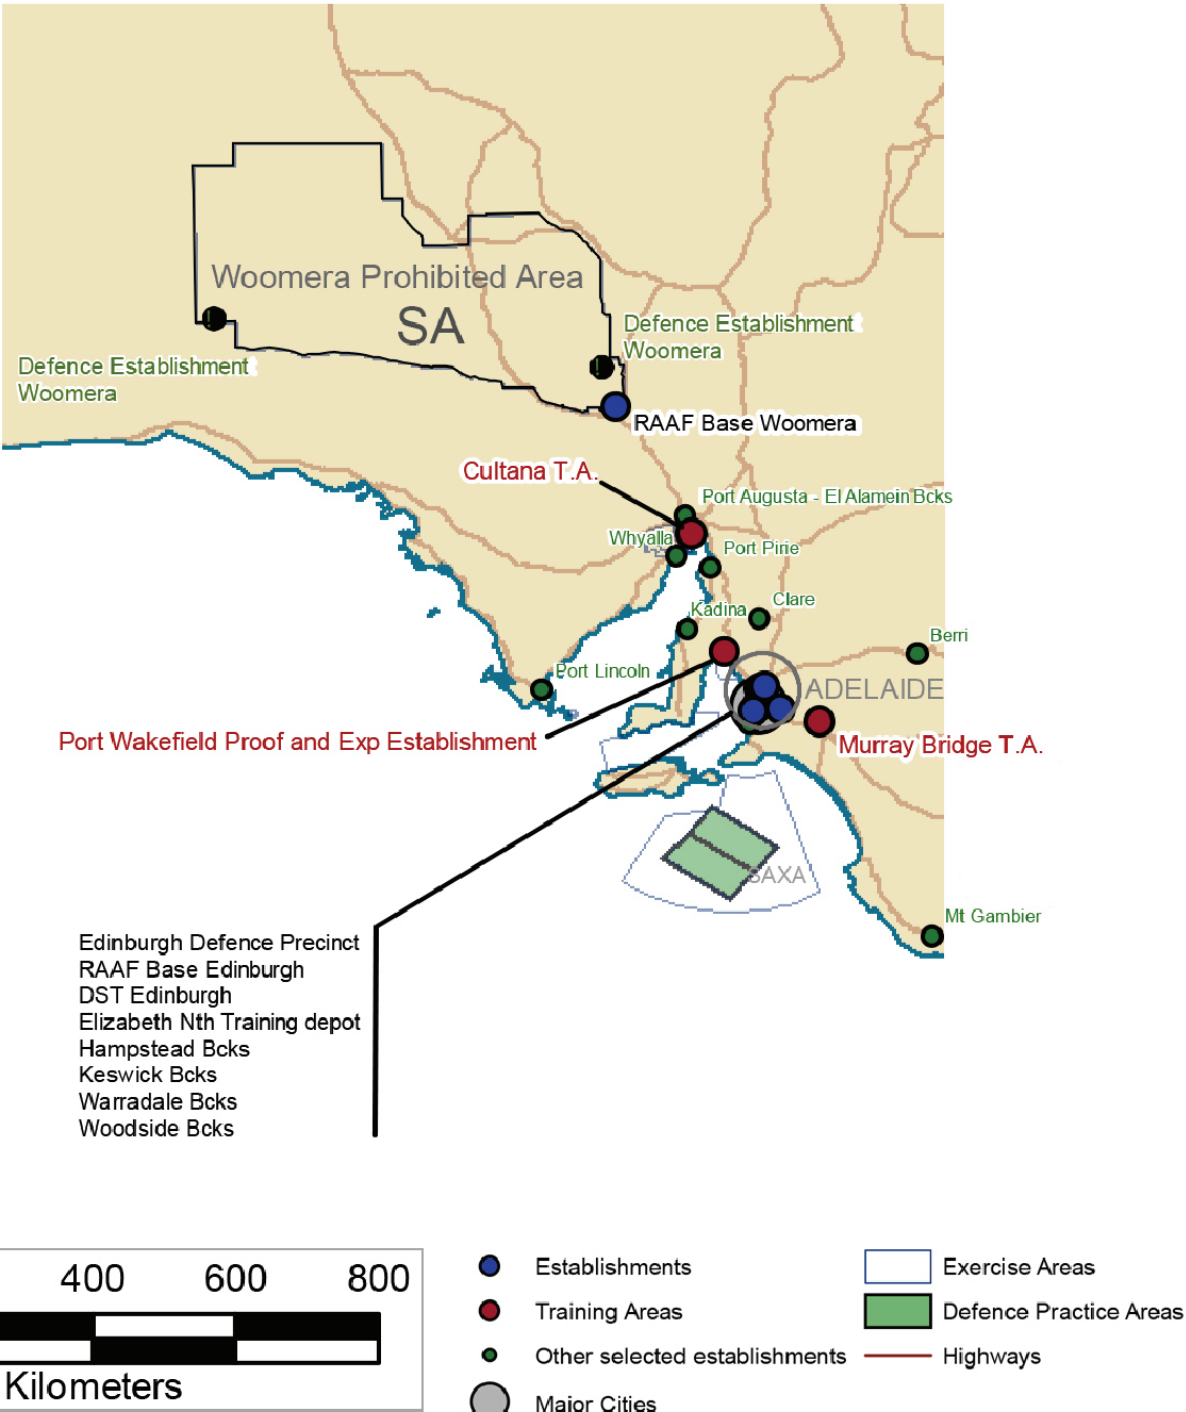 Woomera Prohibited Area
SA
Defence Establishment
Woomera
Defence Establishment
Woomera
RAAF Base Woomera
Cultana T.A.
Port Augusta - El Alamein Bcks
Whyalla
Port Pirie
Clare
Kadina
Berri
Port Lincoln
ADELAIDE
Port Wakefield Proof and Exp Establishment
Murray Bridge T.A.
SAXA
Mt Gambier
Edinburgh Defence Precinct
RAAF Base Edinburgh
DST Edinburgh
Elizabeth Nth Training depot
Hampstead Bcks
Keswick Bcks
Warradale Bcks
Woodside Bcks
400 600 800
Kilometers
Establishments
Training Areas
Other selected establishments
Major Cities
Exercise Areas
Defence Practice Areas
Highways